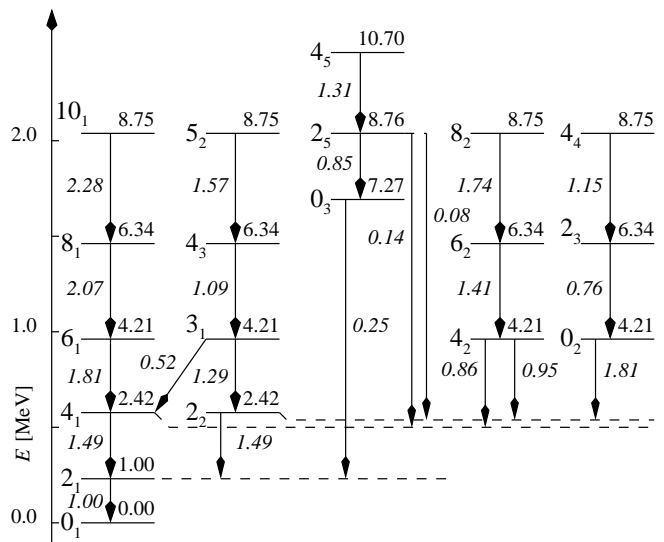 4₅ 10.70
1.31
10₁ 8.75 5₂ 8.75 2₅ 8.76 8₂ 8.75 4₄ 8.75
2.0
0.85
2.28 1.57 0₃ 7.27 1.74 1.15
0.08
8₁ 6.34 4₃ 6.34 0.14 6₂ 6.34 2₃ 6.34
2.07 1.09 1.41 0.76
1.0 6₁ 4.21 3₁ 4.21 0.25 4₂ 4.21 0₂ 4.21
0.52
1.81 1.29 0.86 0.95 1.81
4₁ 2.42 2₂ 2.42
E [MeV]
1.49 1.49
2₁ 1.00
1.00
0.0 0₁ 0.00